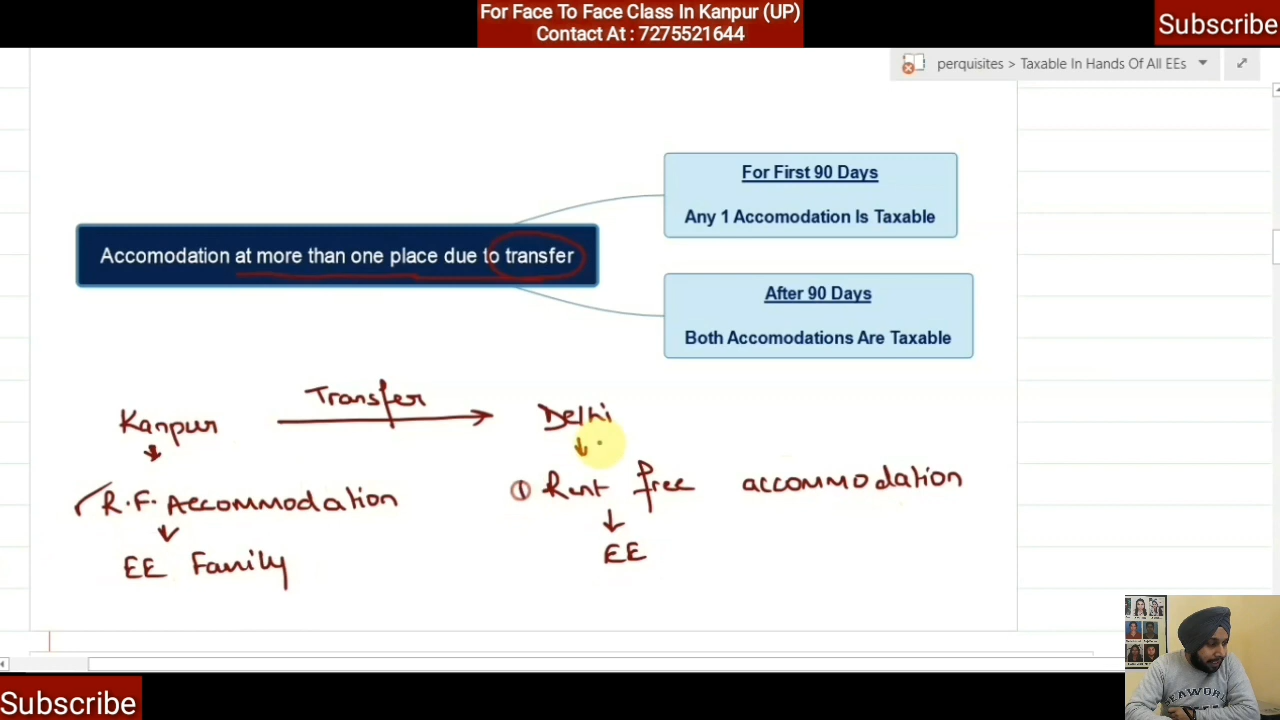 For Face To Face Class In Kanpur (UP)
Contact At : 7275521644
Subscribe
perquisites > Taxable In Hands Of All EEs
For First 90 Days
Any 1 Accomodation Is Taxable
Accomodation at more than one place due to transfer
After 90 Days
Both Accomodations Are Taxable
Transfer
Kanpur
Delhi
R.F. Accommodation
① Rent free accommodation
EE Family
EE
SEAWORLD
Subscribe